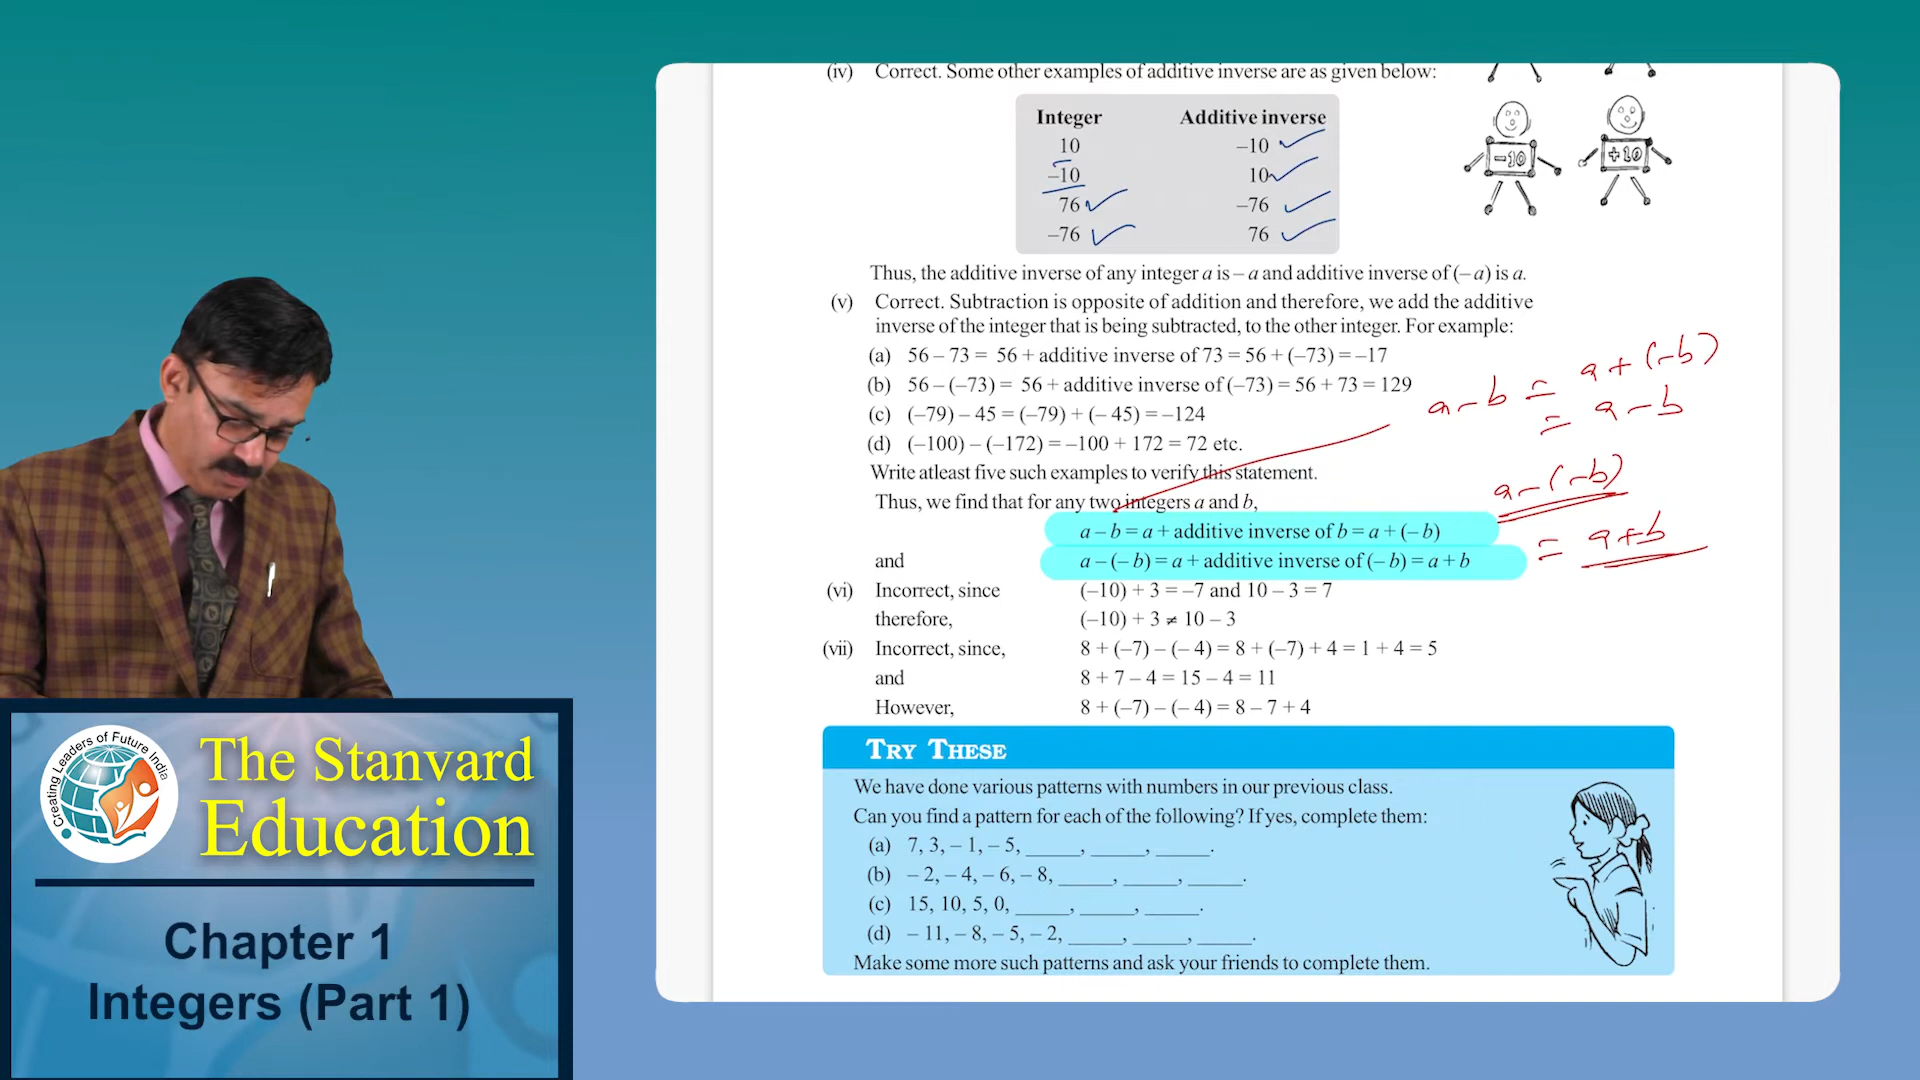 (iv) Correct. Some other examples of additive inverse are as given below:
Integer Additive inverse
10 –10
–10 10
76 –76
–76 76
–10 +10
Thus, the additive inverse of any integer a is – a and additive inverse of (– a) is a.
(v) Correct. Subtraction is opposite of addition and therefore, we add the additive
inverse of the integer that is being subtracted, to the other integer. For example:
(a) 56 – 73 = 56 + additive inverse of 73 = 56 + (–73) = –17
(b) 56 – (–73) = 56 + additive inverse of (–73) = 56 + 73 = 129
(c) (–79) – 45 = (–79) + (– 45) = –124
(d) (–100) – (–172) = –100 + 172 = 72 etc.
Write atleast five such examples to verify this statement.
Thus, we find that for any two integers a and b,
a – b = a + additive inverse of b = a + (– b)
and a – (– b) = a + additive inverse of (– b) = a + b
a – b = a + (–b)
= a – b
a – (–b)
= a+b
(vi) Incorrect, since (–10) + 3 = –7 and 10 – 3 = 7
therefore, (–10) + 3 ≠ 10 – 3
(vii) Incorrect, since, 8 + (–7) – (– 4) = 8 + (–7) + 4 = 1 + 4 = 5
and 8 + 7 – 4 = 15 – 4 = 11
However, 8 + (–7) – (– 4) = 8 – 7 + 4
TRY THESE
We have done various patterns with numbers in our previous class.
Can you find a pattern for each of the following? If yes, complete them:
(a) 7, 3, – 1, – 5, _____, _____, _____.
(b) – 2, – 4, – 6, – 8, _____, _____, _____.
(c) 15, 10, 5, 0, _____, _____, _____.
(d) – 11, – 8, – 5, – 2, _____, _____, _____.
Make some more such patterns and ask your friends to complete them.
Creating Leaders of Future India
The Stanvard
Education
Chapter 1
Integers (Part 1)